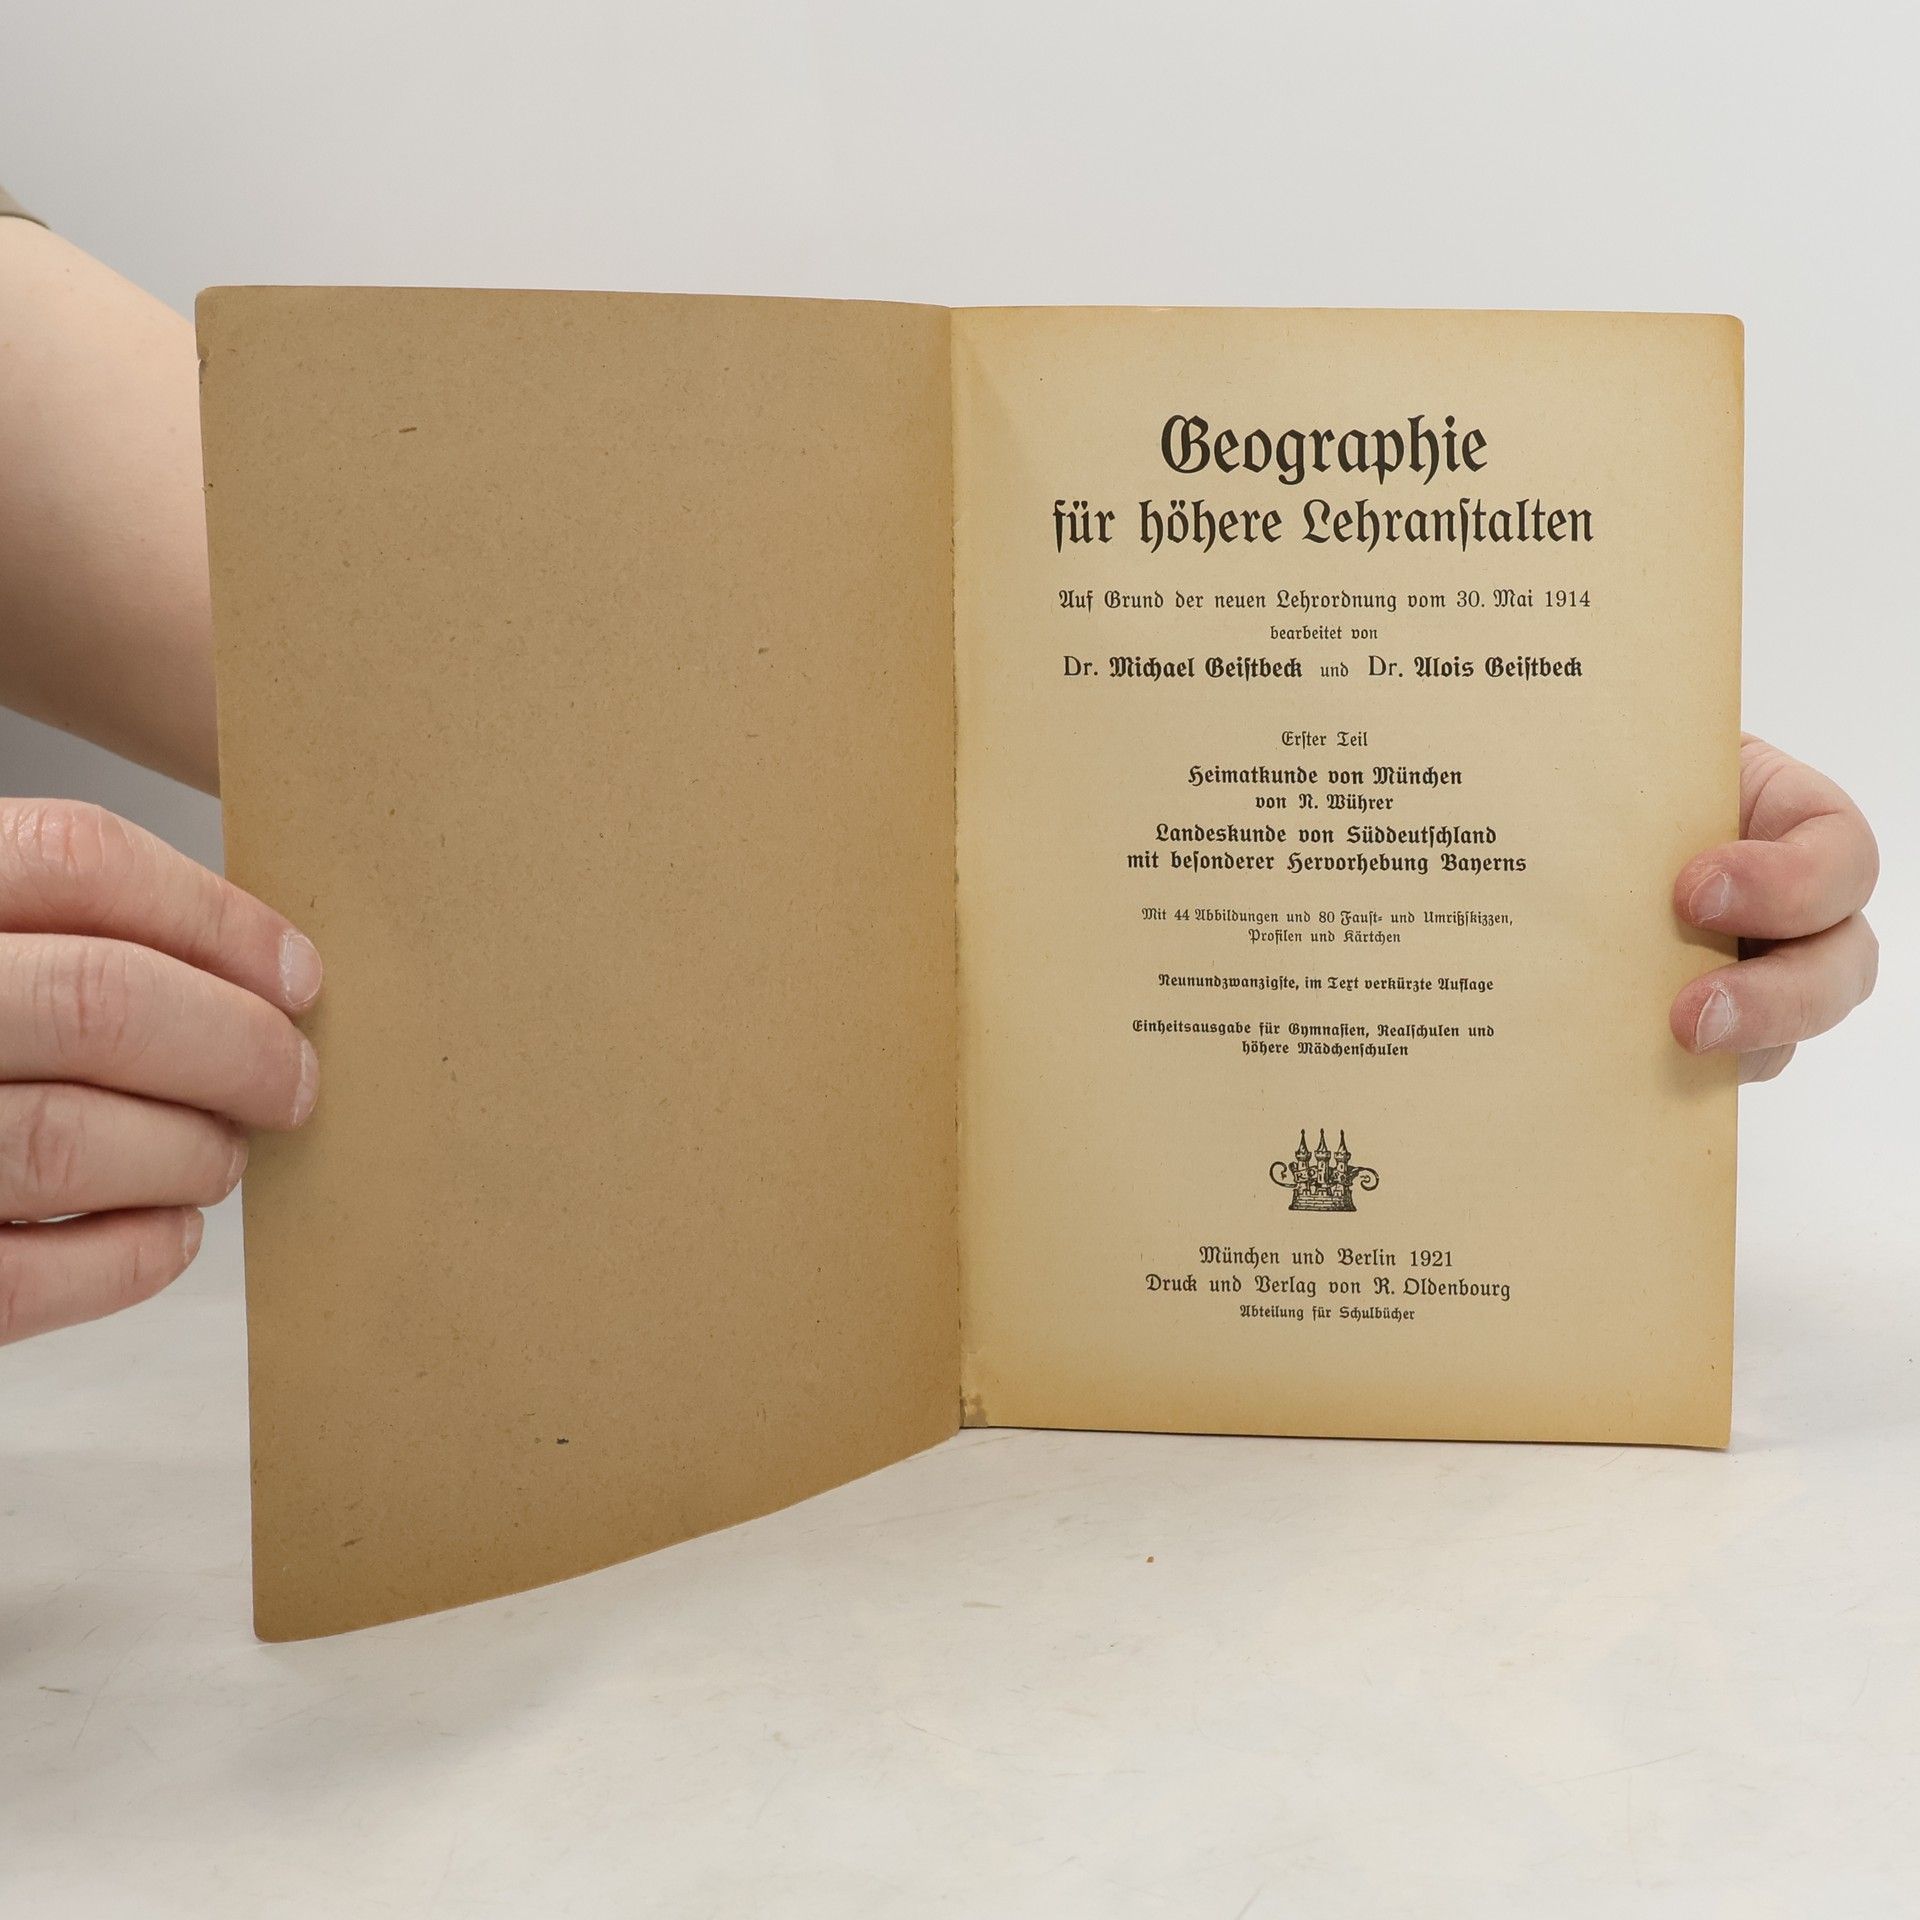 Geographie
für höhere Lehranſtalten
Auf Grund der neuen Lehrordnung vom 30. Mai 1914
bearbeitet von
Dr. Michael Geiſtbeck und Dr. Alois Geiſtbeck
Erſter Teil
Heimatkunde von München
von N. Wührer
Landeskunde von Süddeutſchland
mit beſonderer Hervorhebung Bayerns
Mit 44 Abbildungen und 80 Fauſt- und Umrißſkizzen,
Profilen und Kärtchen
Neunundzwanzigſte, im Text verkürzte Auflage
Einheitsausgabe für Gymnaſien, Realſchulen und
höhere Mädchenſchulen
München und Berlin 1921
Druck und Verlag von R. Oldenbourg
Abteilung für Schulbücher